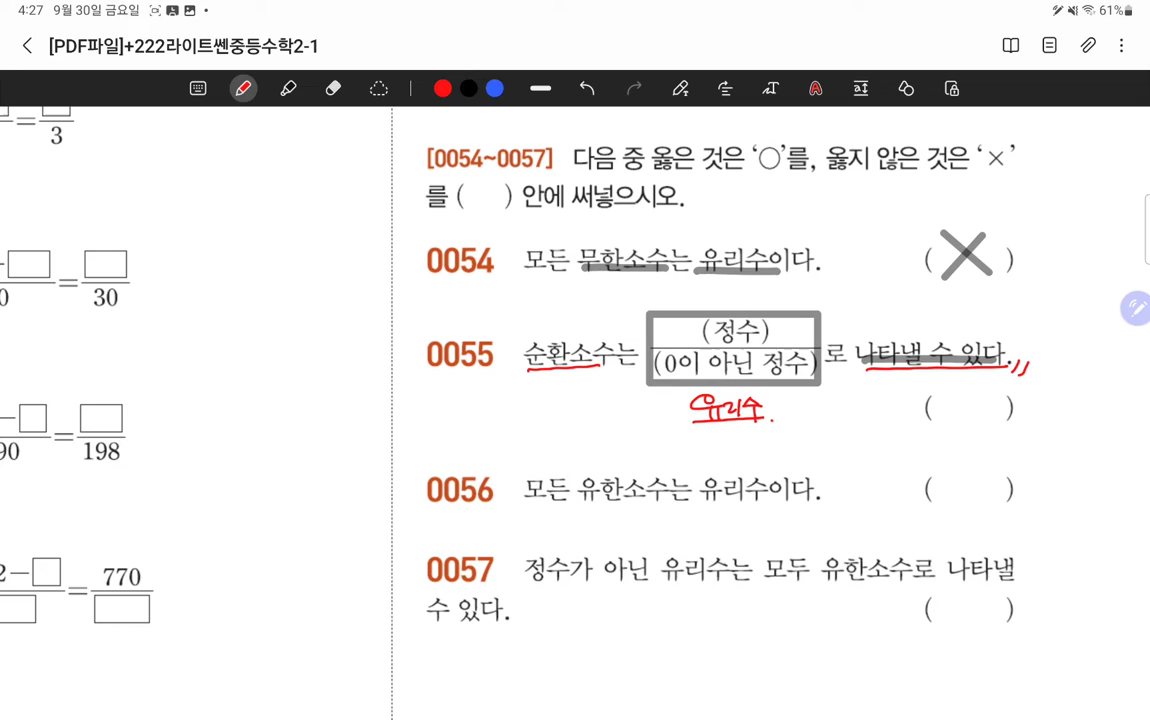 4:27 9월 30일 금요일
61%
[PDF파일]+222라이트쎈중등수학2-1
= 3
= 30
0
− = 
90 198
2− = 770
[0054~0057] 다음 중 옳은 것은 ‘○’를, 옳지 않은 것은 ‘×’
를 ( ) 안에 써넣으시오.
0054 모든 무한소수는 유리수이다. ( × )
(정수)
0055 순환소수는 로 나타낼 수 있다.
(0이 아닌 정수)
유리수. ( )
0056 모든 유한소수는 유리수이다. ( )
0057 정수가 아닌 유리수는 모두 유한소수로 나타낼
수 있다. ( )